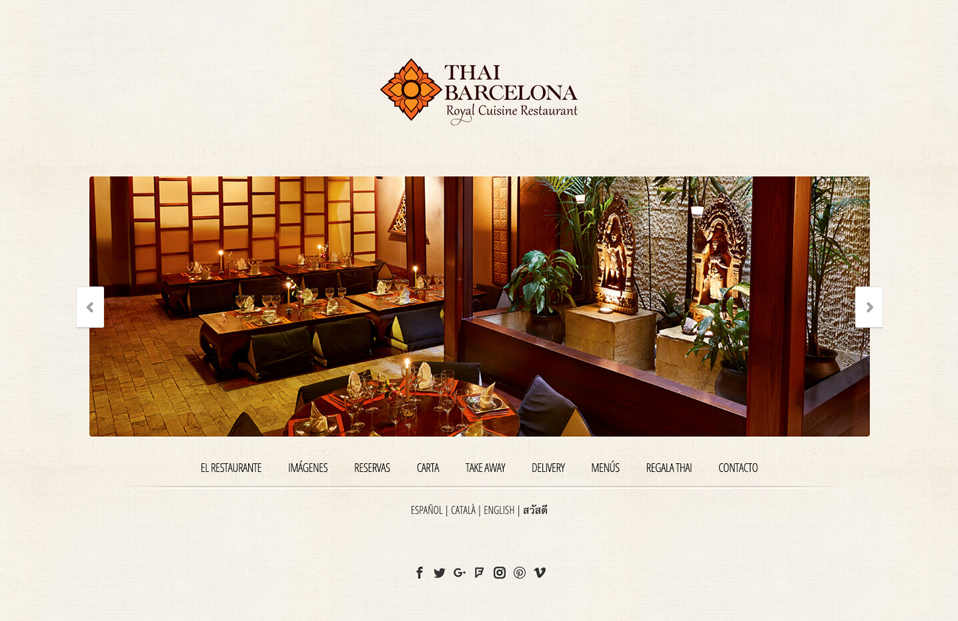 THAI
BARCELONA
Royal Cuisine Restaurant
EL RESTAURANTE IMÁGENES RESERVAS CARTA TAKE AWAY DELIVERY MENÚS REGALA THAI CONTACTO
ESPAÑOL | CATALÀ | ENGLISH | สวัสดี